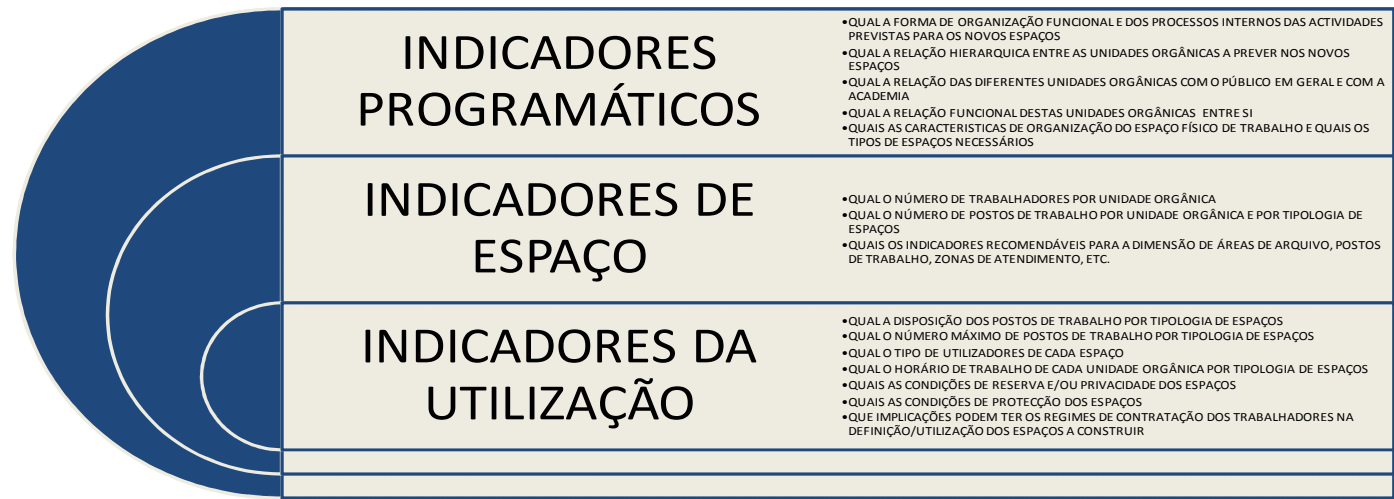 INDICADORES
PROGRAMÁTICOS
•QUAL A FORMA DE ORGANIZAÇÃO FUNCIONAL E DOS PROCESSOS INTERNOS DAS ACTIVIDADES
PREVISTAS PARA OS NOVOS ESPAÇOS
•QUAL A RELAÇÃO HIERARQUICA ENTRE AS UNIDADES ORGÂNICAS A PREVER NOS NOVOS
ESPAÇOS
•QUAL A RELAÇÃO DAS DIFERENTES UNIDADES ORGÂNICAS COM O PÚBLICO EM GERAL E COM A
ACADEMIA
•QUAL A RELAÇÃO FUNCIONAL DESTAS UNIDADES ORGÂNICAS ENTRE SI
•QUAIS AS CARACTERISTICAS DE ORGANIZAÇÃO DO ESPAÇO FÍSICO DE TRABALHO E QUAIS OS
TIPOS DE ESPAÇOS NECESSÁRIOS
INDICADORES DE
ESPAÇO
•QUAL O NÚMERO DE TRABALHADORES POR UNIDADE ORGÂNICA
•QUAL O NÚMERO DE POSTOS DE TRABALHO POR UNIDADE ORGÂNICA E POR TIPOLOGIA DE
ESPAÇOS
•QUAIS OS INDICADORES RECOMENDÁVEIS PARA A DIMENSÃO DE ÁREAS DE ARQUIVO, POSTOS
DE TRABALHO, ZONAS DE ATENDIMENTO, ETC.
INDICADORES DA
UTILIZAÇÃO
•QUAL A DISPOSIÇÃO DOS POSTOS DE TRABALHO POR TIPOLOGIA DE ESPAÇOS
•QUAL O NÚMERO MÁXIMO DE POSTOS DE TRABALHO POR TIPOLOGIA DE ESPAÇOS
•QUAL O TIPO DE UTILIZADORES DE CADA ESPAÇO
•QUAL O HORÁRIO DE TRABALHO DE CADA UNIDADE ORGÂNICA POR TIPOLOGIA DE ESPAÇOS
•QUAIS AS CONDIÇÕES DE RESERVA E/OU PRIVACIDADE DOS ESPAÇOS
•QUAIS AS CONDIÇÕES DE PROTECÇÃO DOS ESPAÇOS
•QUE IMPLICAÇÕES PODEM TER OS REGIMES DE CONTRATAÇÃO DOS TRABALHADORES NA
DEFINIÇÃO/UTILIZAÇÃO DOS ESPAÇOS A CONSTRUIR